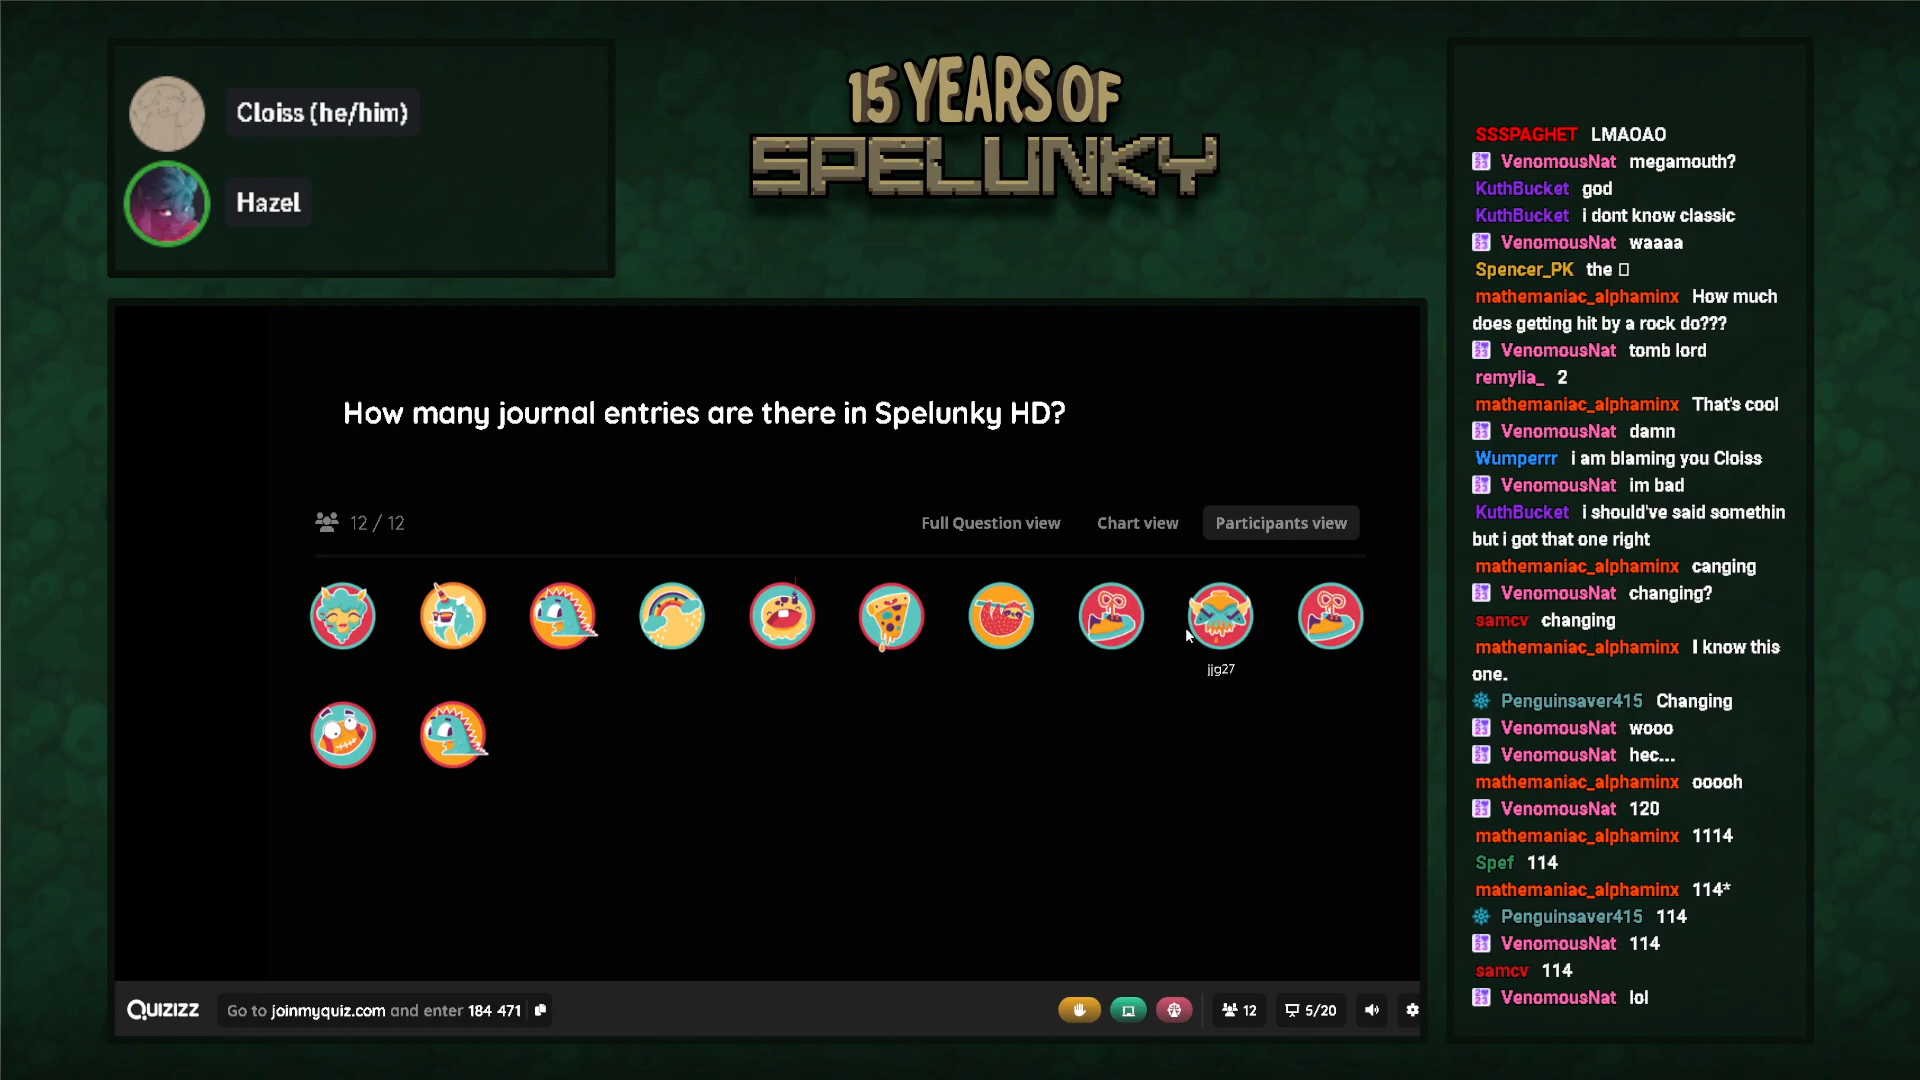 Cloiss (he/him)
Hazel
15 YEARS OF
SPELUNKY
How many journal entries are there in Spelunky HD?
12 / 12
Full Question view
Chart view
Participants view
jjg27
QUIZIZZ
Go to joinmyquiz.com and enter 184 471
12
5/20
SSSPAGHET LMAOAO
VenomousNat megamouth?
KuthBucket god
KuthBucket i dont know classic
VenomousNat waaaa
Spencer_PK the
mathemaniac_alphaminx How much
does getting hit by a rock do???
VenomousNat tomb lord
remylia_ 2
mathemaniac_alphaminx That's cool
VenomousNat damn
Wumperrr i am blaming you Cloiss
VenomousNat im bad
KuthBucket i should've said somethin
but i got that one right
mathemaniac_alphaminx canging
VenomousNat changing?
samcv changing
mathemaniac_alphaminx I know this
one.
Penguinsaver415 Changing
VenomousNat wooo
VenomousNat hec...
mathemaniac_alphaminx ooooh
VenomousNat 120
mathemaniac_alphaminx 1114
Spef 114
mathemaniac_alphaminx 114*
Penguinsaver415 114
VenomousNat 114
samcv 114
VenomousNat lol